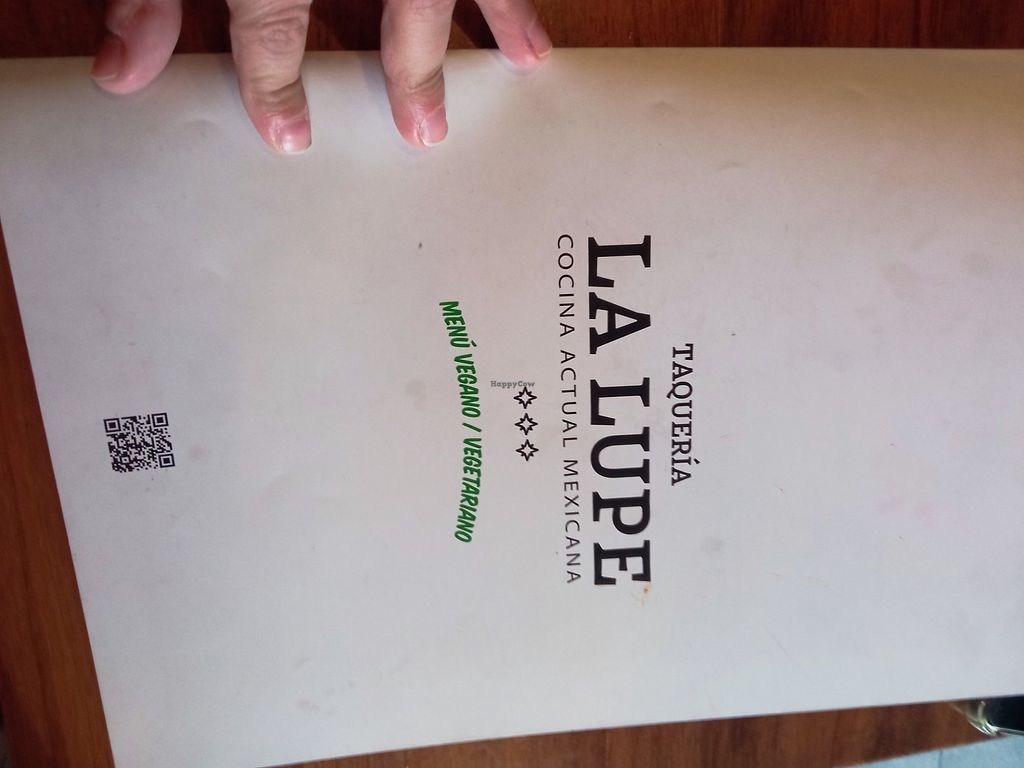 TAQUERÍA
LA LUPE
COCINA ACTUAL MEXICANA
HappyCow
MENÚ VEGANO / VEGETARIANO